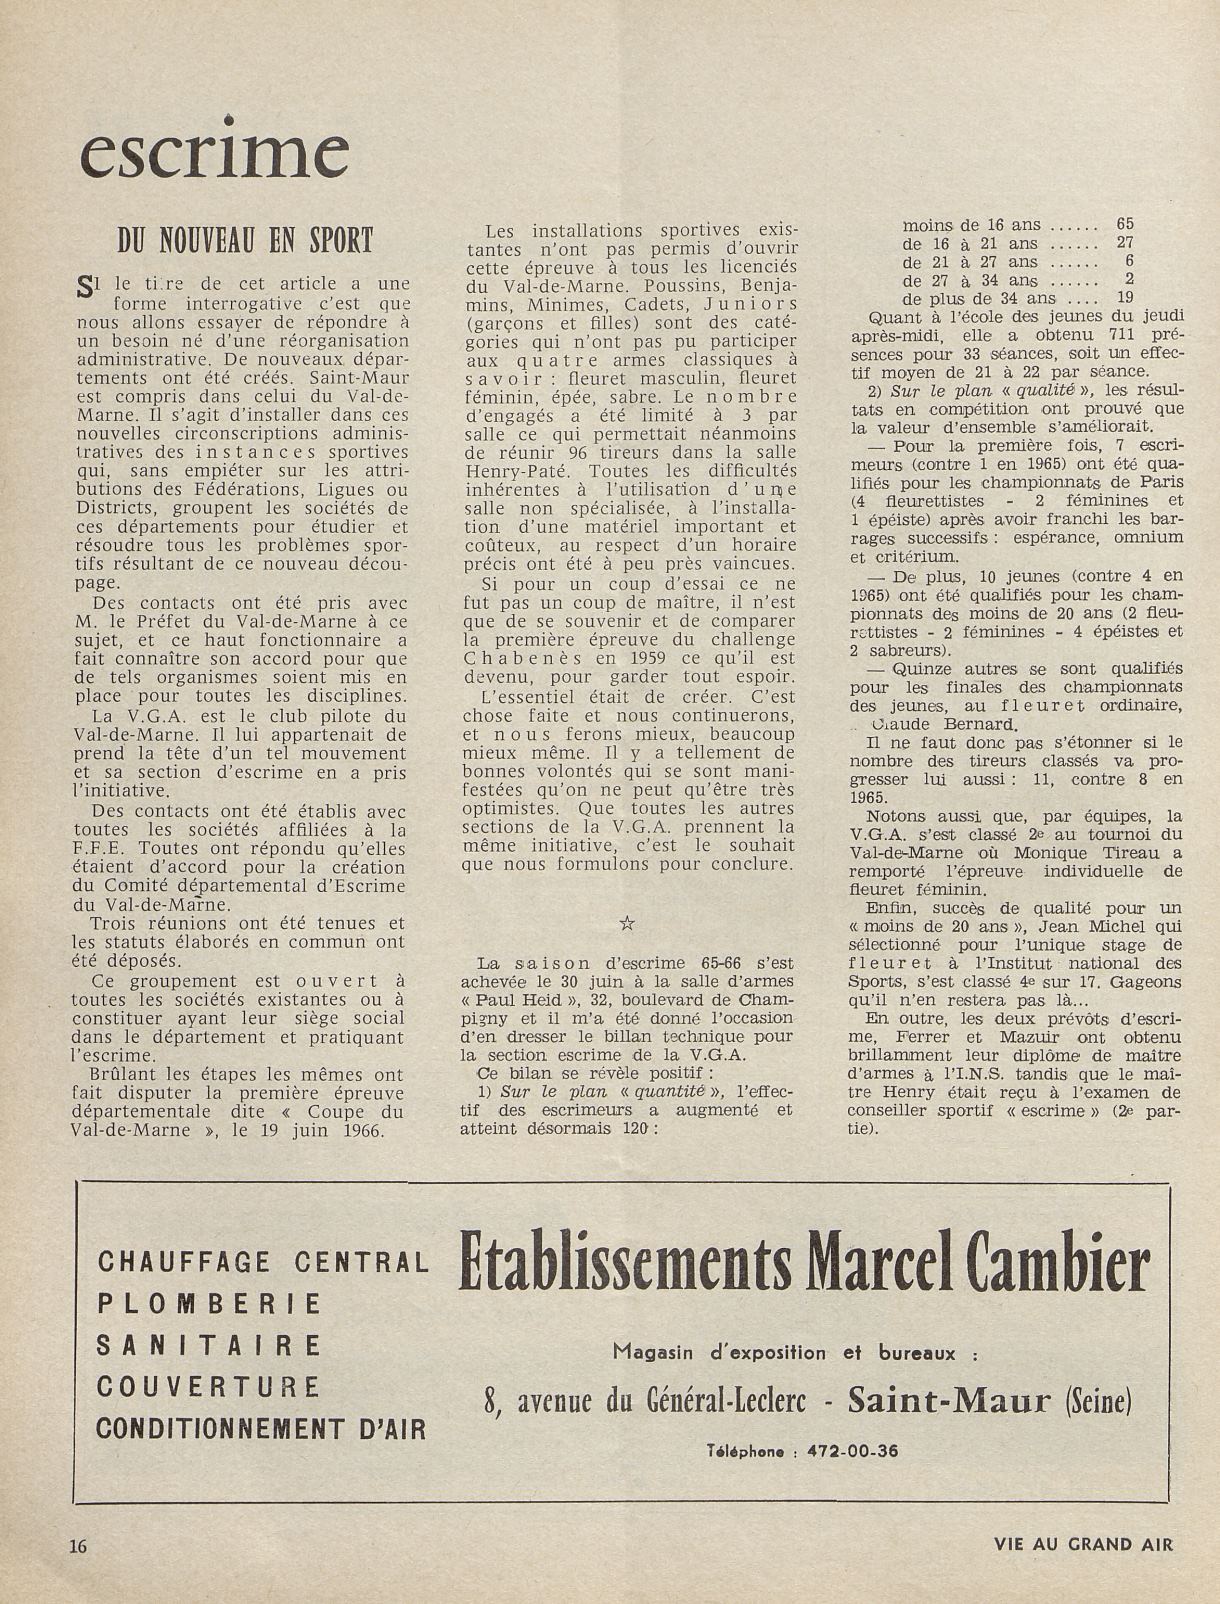 escrime
DU NOUVEAU EN SPORT
SI le titre de cet article a une
forme interrogative c'est que
nous allons essayer de répondre à
un besoin né d'une réorganisation
administrative. De nouveaux dépar-
tements ont été créés. Saint-Maur
est compris dans celui du Val-de-
Marne. Il s'agit d'installer dans ces
nouvelles circonscriptions adminis-
tratives des instances sportives
qui, sans empiéter sur les attri-
butions des Fédérations, Ligues ou
Districts, groupent les sociétés de
ces départements pour étudier et
résoudre tous les problèmes spor-
tifs résultant de ce nouveau décou-
page.
Des contacts ont été pris avec
M. le Préfet du Val-de-Marne à ce
sujet, et ce haut fonctionnaire a
fait connaître son accord pour que
de tels organismes soient mis en
place pour toutes les disciplines.
La V.G.A. est le club pilote du
Val-de-Marne. Il lui appartenait de
prend la tête d'un tel mouvement
et sa section d'escrime en a pris
l'initiative.
Des contacts ont été établis avec
toutes les sociétés affiliées à la
F.F.E. Toutes ont répondu qu'elles
étaient d'accord pour la création
du Comité départemental d'Escrime
du Val-de-Marne.
Trois réunions ont été tenues et
les statuts élaborés en commun ont
été déposés.
Ce groupement est ouvert à
toutes les sociétés existantes ou à
constituer ayant leur siège social
dans le département et pratiquant
l'escrime.
Brûlant les étapes les mêmes ont
fait disputer la première épreuve
départementale dite « Coupe du
Val-de-Marne », le 19 juin 1966.
Les installations sportives exis-
tantes n'ont pas permis d'ouvrir
cette épreuve à tous les licenciés
du Val-de-Marne. Poussins, Benja-
mins, Minimes, Cadets, Juniors
(garçons et filles) sont des caté-
gories qui n'ont pas pu participer
aux quatre armes classiques à
savoir : fleuret masculin, fleuret
féminin, épée, sabre. Le nombre
d'engagés a été limité à 3 par
salle ce qui permettait néanmoins
de réunir 96 tireurs dans la salle
Henry-Paté. Toutes les difficultés
inhérentes à l'utilisation d'une
salle non spécialisée, à l'installa-
tion d'une matériel important et
coûteux, au respect d'un horaire
précis ont été à peu près vaincues.
Si pour un coup d'essai ce ne
fut pas un coup de maître, il n'est
que de se souvenir et de comparer
la première épreuve du challenge
Chabenès en 1959 ce qu'il est
devenu, pour garder tout espoir.
L'essentiel était de créer. C'est
chose faite et nous continuerons,
et nous ferons mieux, beaucoup
mieux même. Il y a tellement de
bonnes volontés qui se sont mani-
festées qu'on ne peut qu'être très
optimistes. Que toutes les autres
sections de la V.G.A. prennent la
même initiative, c'est le souhait
que nous formulons pour conclure.
☆
La saison d'escrime 65-66 s'est
achevée le 30 juin à la salle d'armes
« Paul Heid », 32, boulevard de Cham-
pigny et il m'a été donné l'occasion
d'en dresser le billan technique pour
la section escrime de la V.G.A.
Ce bilan se révèle positif :
1) Sur le plan « quantité », l'effec-
tif des escrimeurs a augmenté et
atteint désormais 120 :
moins de 16 ans ...... 65
de 16 à 21 ans ...... 27
de 21 à 27 ans ...... 6
de 27 à 34 ans ...... 2
de plus de 34 ans .... 19
Quant à l'école des jeunes du jeudi
après-midi, elle a obtenu 711 pré-
sences pour 33 séances, soit un effec-
tif moyen de 21 à 22 par séance.
2) Sur le plan « qualité », les résul-
tats en compétition ont prouvé que
la valeur d'ensemble s'améliorait.
— Pour la première fois, 7 escri-
meurs (contre 1 en 1965) ont été qua-
lifiés pour les championnats de Paris
(4 fleurettistes - 2 féminines et
1 épéiste) après avoir franchi les bar-
rages successifs : espérance, omnium
et critérium.
— De plus, 10 jeunes (contre 4 en
1965) ont été qualifiés pour les cham-
pionnats des moins de 20 ans (2 fleu-
rettistes - 2 féminines - 4 épéistes et
2 sabreurs).
— Quinze autres se sont qualifiés
pour les finales des championnats
des jeunes, au fleuret ordinaire,
Claude Bernard.
Il ne faut donc pas s'étonner si le
nombre des tireurs classés va pro-
gresser lui aussi : 11, contre 8 en
1965.
Notons aussi que, par équipes, la
V.G.A. s'est classé 2e au tournoi du
Val-de-Marne où Monique Tireau a
remporté l'épreuve individuelle de
fleuret féminin.
Enfin, succès de qualité pour un
« moins de 20 ans », Jean Michel qui
sélectionné pour l'unique stage de
fleuret à l'Institut national des
Sports, s'est classé 4e sur 17. Gageons
qu'il n'en restera pas là...
En outre, les deux prévôts d'escri-
me, Ferrer et Mazuir ont obtenu
brillamment leur diplôme de maître
d'armes à l'I.N.S. tandis que le maî-
tre Henry était reçu à l'examen de
conseiller sportif « escrime » (2e par-
tie).
CHAUFFAGE CENTRAL
PLOMBERIE
SANITAIRE
COUVERTURE
CONDITIONNEMENT D'AIR
Etablissements Marcel Cambier
Magasin d'exposition et bureaux :
8, avenue du Général-Leclerc - Saint-Maur (Seine)
Téléphone : 472-00-36
16
VIE AU GRAND AIR